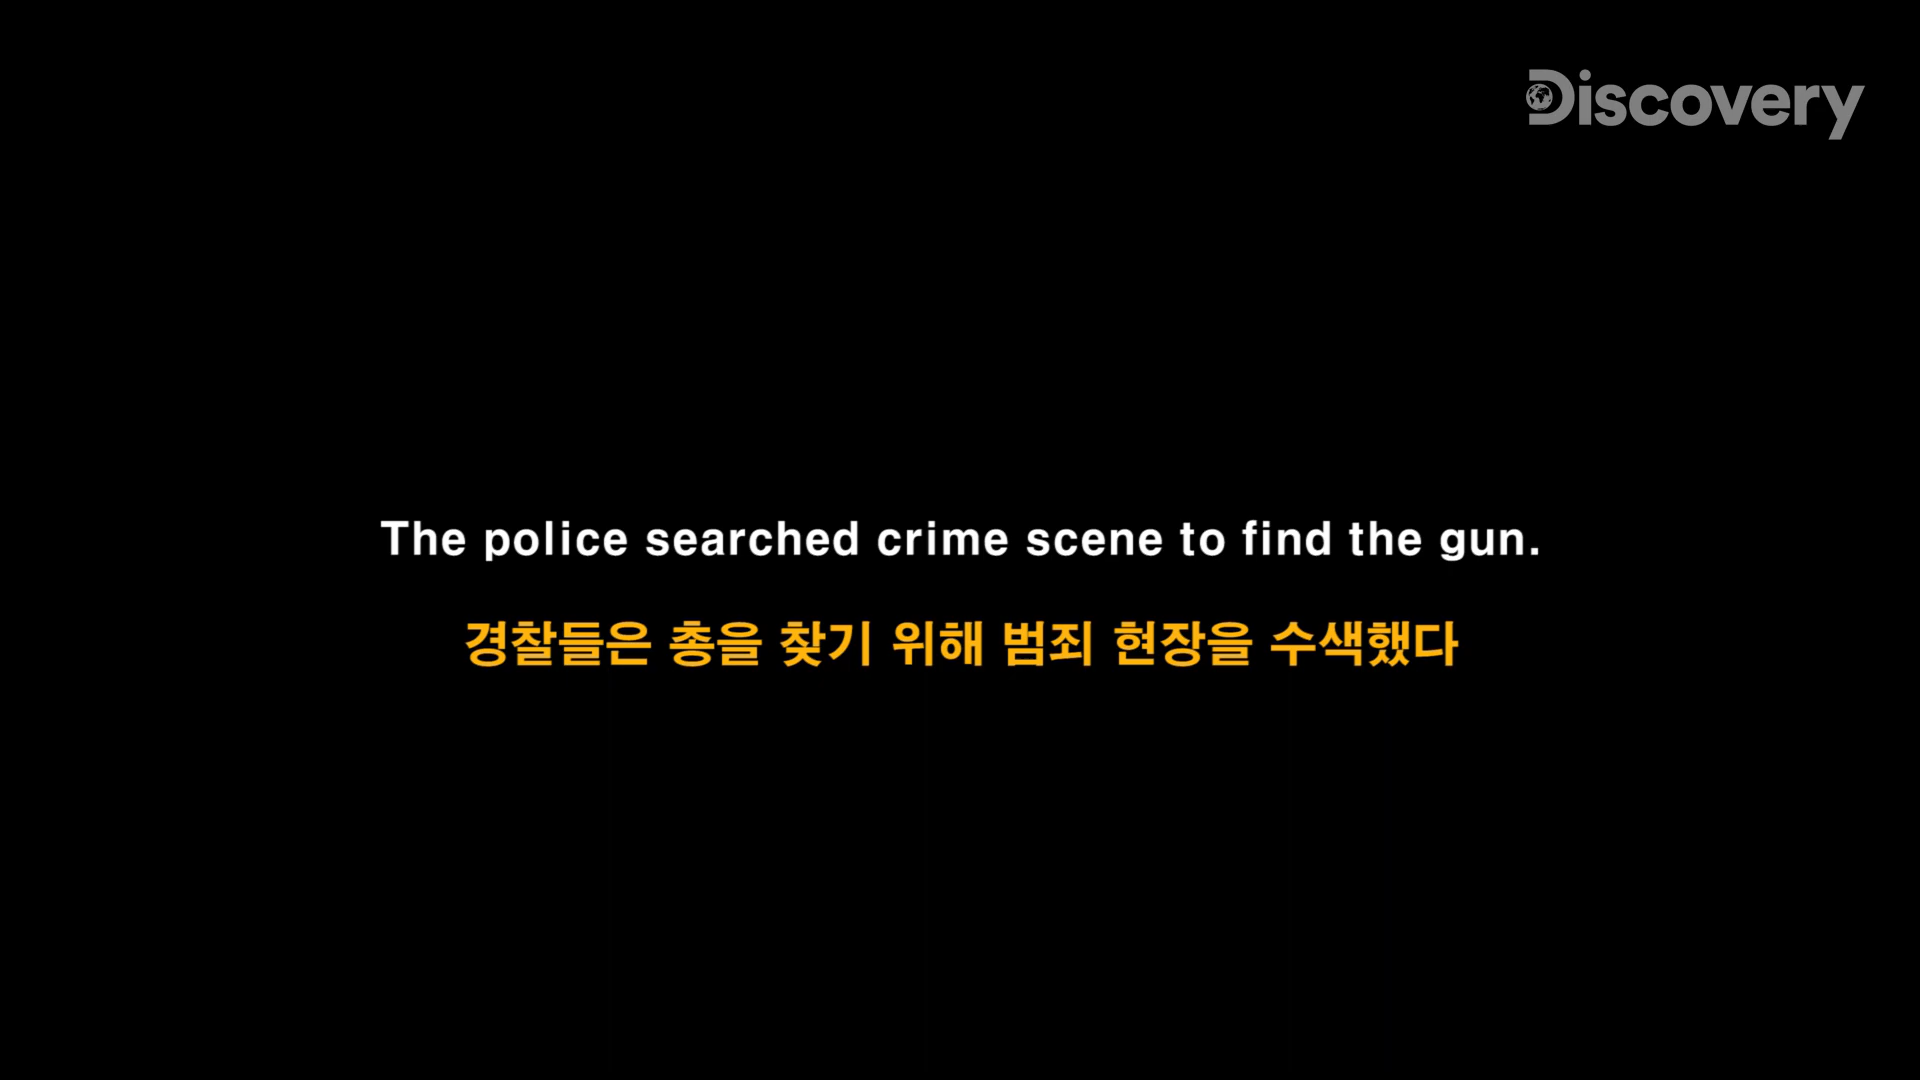 Discovery
The police searched crime scene to find the gun.
경찰들은 총을 찾기 위해 범죄 현장을 수색했다